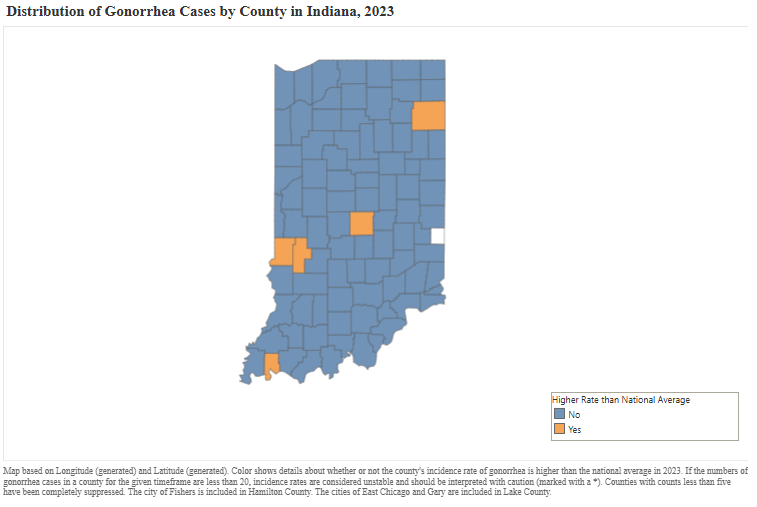 Distribution of Gonorrhea Cases by County in Indiana, 2023
Higher Rate than National Average
No
Yes
Map based on Longitude (generated) and Latitude (generated). Color shows details about whether or not the county's incidence rate of gonorrhea is higher than the national average in 2023. If the numbers of
gonorrhea cases in a county for the given timeframe are less than 20, incidence rates are considered unstable and should be interpreted with caution (marked with a *). Counties with counts less than five
have been completely suppressed. The city of Fishers is included in Hamilton County. The cities of East Chicago and Gary are included in Lake County.